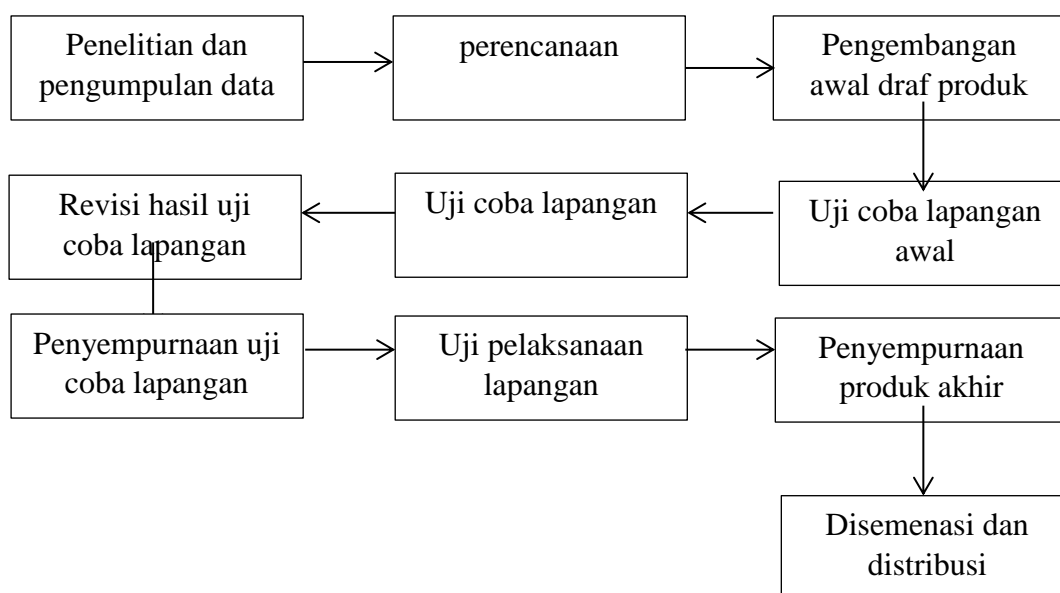 Penelitian dan
pengumpulan data
perencanaan
Pengembangan
awal draf produk
Uji coba lapangan
awal
Uji coba lapangan
Revisi hasil uji
coba lapangan
Penyempurnaan uji
coba lapangan
Uji pelaksanaan
lapangan
Penyempurnaan
produk akhir
Disemenasi dan
distribusi